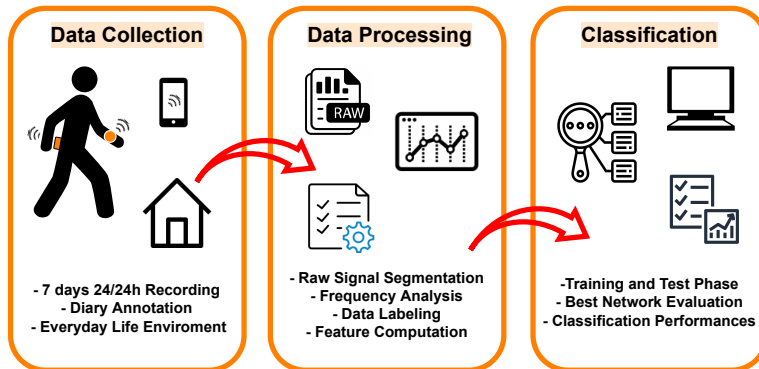 Data Collection
- 7 days 24/24h Recording
- Diary Annotation
- Everyday Life Enviroment
Data Processing
RAW
- Raw Signal Segmentation
- Frequency Analysis
- Data Labeling
- Feature Computation
Classification
-Training and Test Phase
- Best Network Evaluation
- Classification Performances